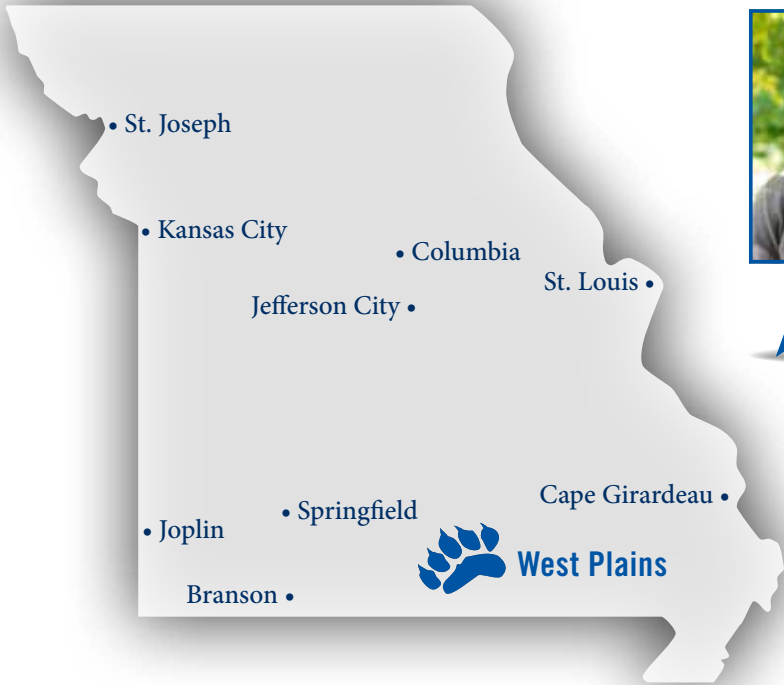 St. Joseph
Kansas City
Columbia
St. Louis
Jefferson City
Cape Girardeau
Springfield
Joplin
West Plains
Branson